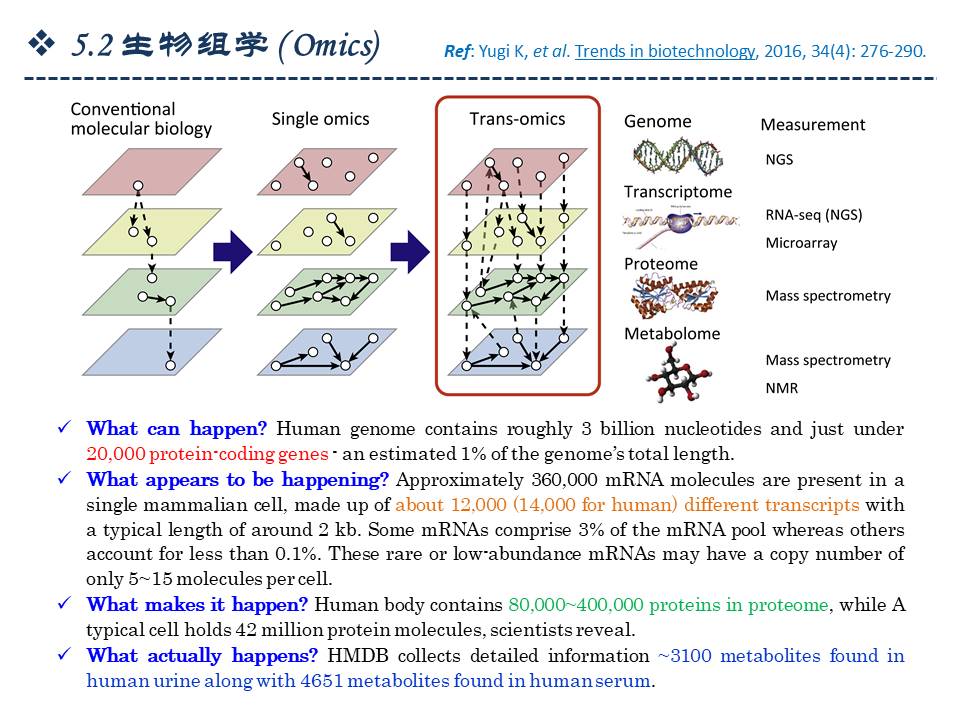 ❖ 5.2 生物组学 (Omics)
Ref: Yugi K, et al. Trends in biotechnology, 2016, 34(4): 276-290.
Conventional
molecular biology
Single omics
Trans-omics
Genome
Measurement
NGS
Transcriptome
RNA-seq (NGS)
Microarray
Proteome
Mass spectrometry
Metabolome
Mass spectrometry
NMR
✓ What can happen? Human genome contains roughly 3 billion nucleotides and just under
20,000 protein-coding genes - an estimated 1% of the genome's total length.
✓ What appears to be happening? Approximately 360,000 mRNA molecules are present in a
single mammalian cell, made up of about 12,000 (14,000 for human) different transcripts with
a typical length of around 2 kb. Some mRNAs comprise 3% of the mRNA pool whereas others
account for less than 0.1%. These rare or low-abundance mRNAs may have a copy number of
only 5~15 molecules per cell.
✓ What makes it happen? Human body contains 80,000~400,000 proteins in proteome, while A
typical cell holds 42 million protein molecules, scientists reveal.
✓ What actually happens? HMDB collects detailed information ~3100 metabolites found in
human urine along with 4651 metabolites found in human serum.